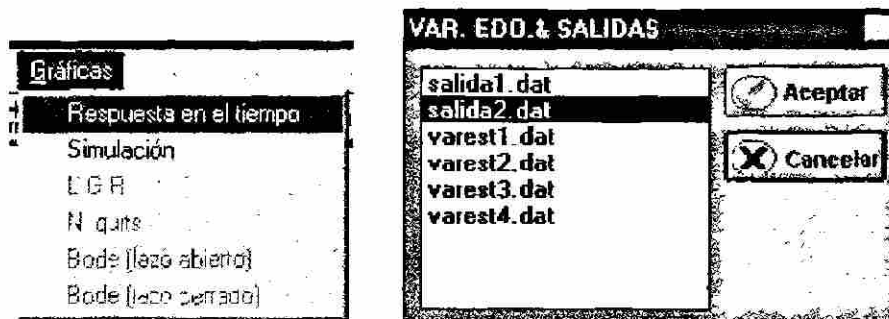 Gráficas
Respuesta en el tiempo
Simulación
L G R
Bode (lazo abierto)
Bode (lazo cerrado)
VAR. EDO.& SALIDAS
salida1.dat
salida2.dat
varest1.dat
varest2.dat
varest3.dat
varest4.dat
Aceptar
Cancelar